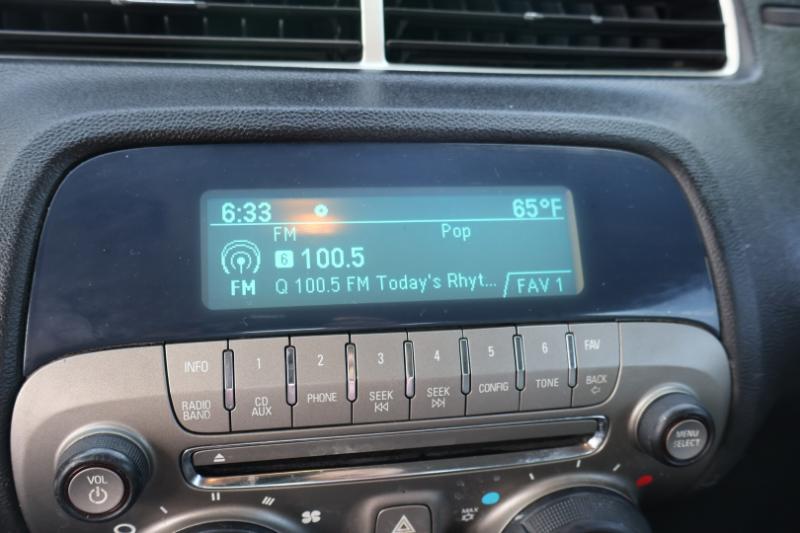 6:33 65°F
FM Pop
6 100.5
FM
Q 100.5 FM Today's Rhyt... FAV 1
INFO 1 2 3 4 5 6 FAV
RADIO BAND CD AUX PHONE SEEK SEEK CONFIG TONE BACK
MENU SELECT
VOL
MAX